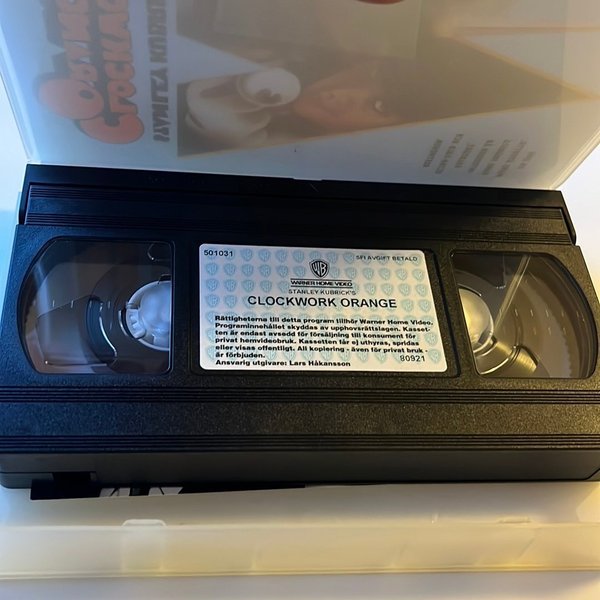 501031
SFI AVGIFT BETALD
WB
WARNER HOME VIDEO
STANLEY KUBRICK'S
CLOCKWORK ORANGE
Rättigheterna till detta program tillhör Warner Home Video.
Programinnehållet skyddas av upphovsrättslagen. Kasset-
ten är endast avsedd för försäljning till konsument för
privat hemvideobruk. Kassetten får ej uthyras, spridas
eller visas offentligt. All kopiering - även för privat bruk -
är förbjuden.
80921
Ansvarig utgivare: Lars Håkansson